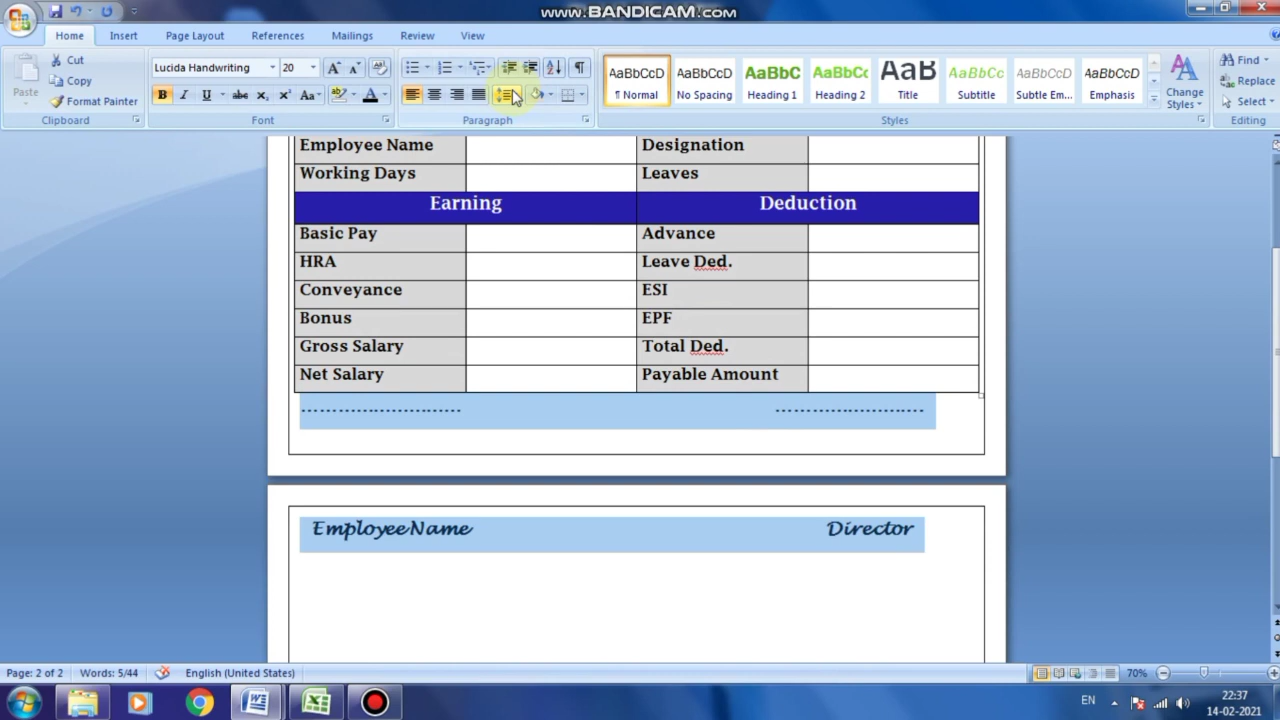 www.BANDICAM.com
Home Insert Page Layout References Mailings Review View
Cut
Copy
Format Painter
Paste
Clipboard
Lucida Handwriting 20
Font
Paragraph
AaBbCcD AaBbCcD AaBbC AaBbCc AaB AaBbCc AaBbCcD AaBbCcD
¶ Normal No Spacing Heading 1 Heading 2 Title Subtitle Subtle Em... Emphasis
Change Styles
Styles
Find
Replace
Select
Editing
Employee Name Designation
Working Days Leaves
Earning Deduction
Basic Pay Advance
HRA Leave Ded.
Conveyance ESI
Bonus EPF
Gross Salary Total Ded.
Net Salary Payable Amount
EmployeeName Director
Page: 2 of 2 Words: 5/44 English (United States) 70%
EN 22:37
14-02-2021